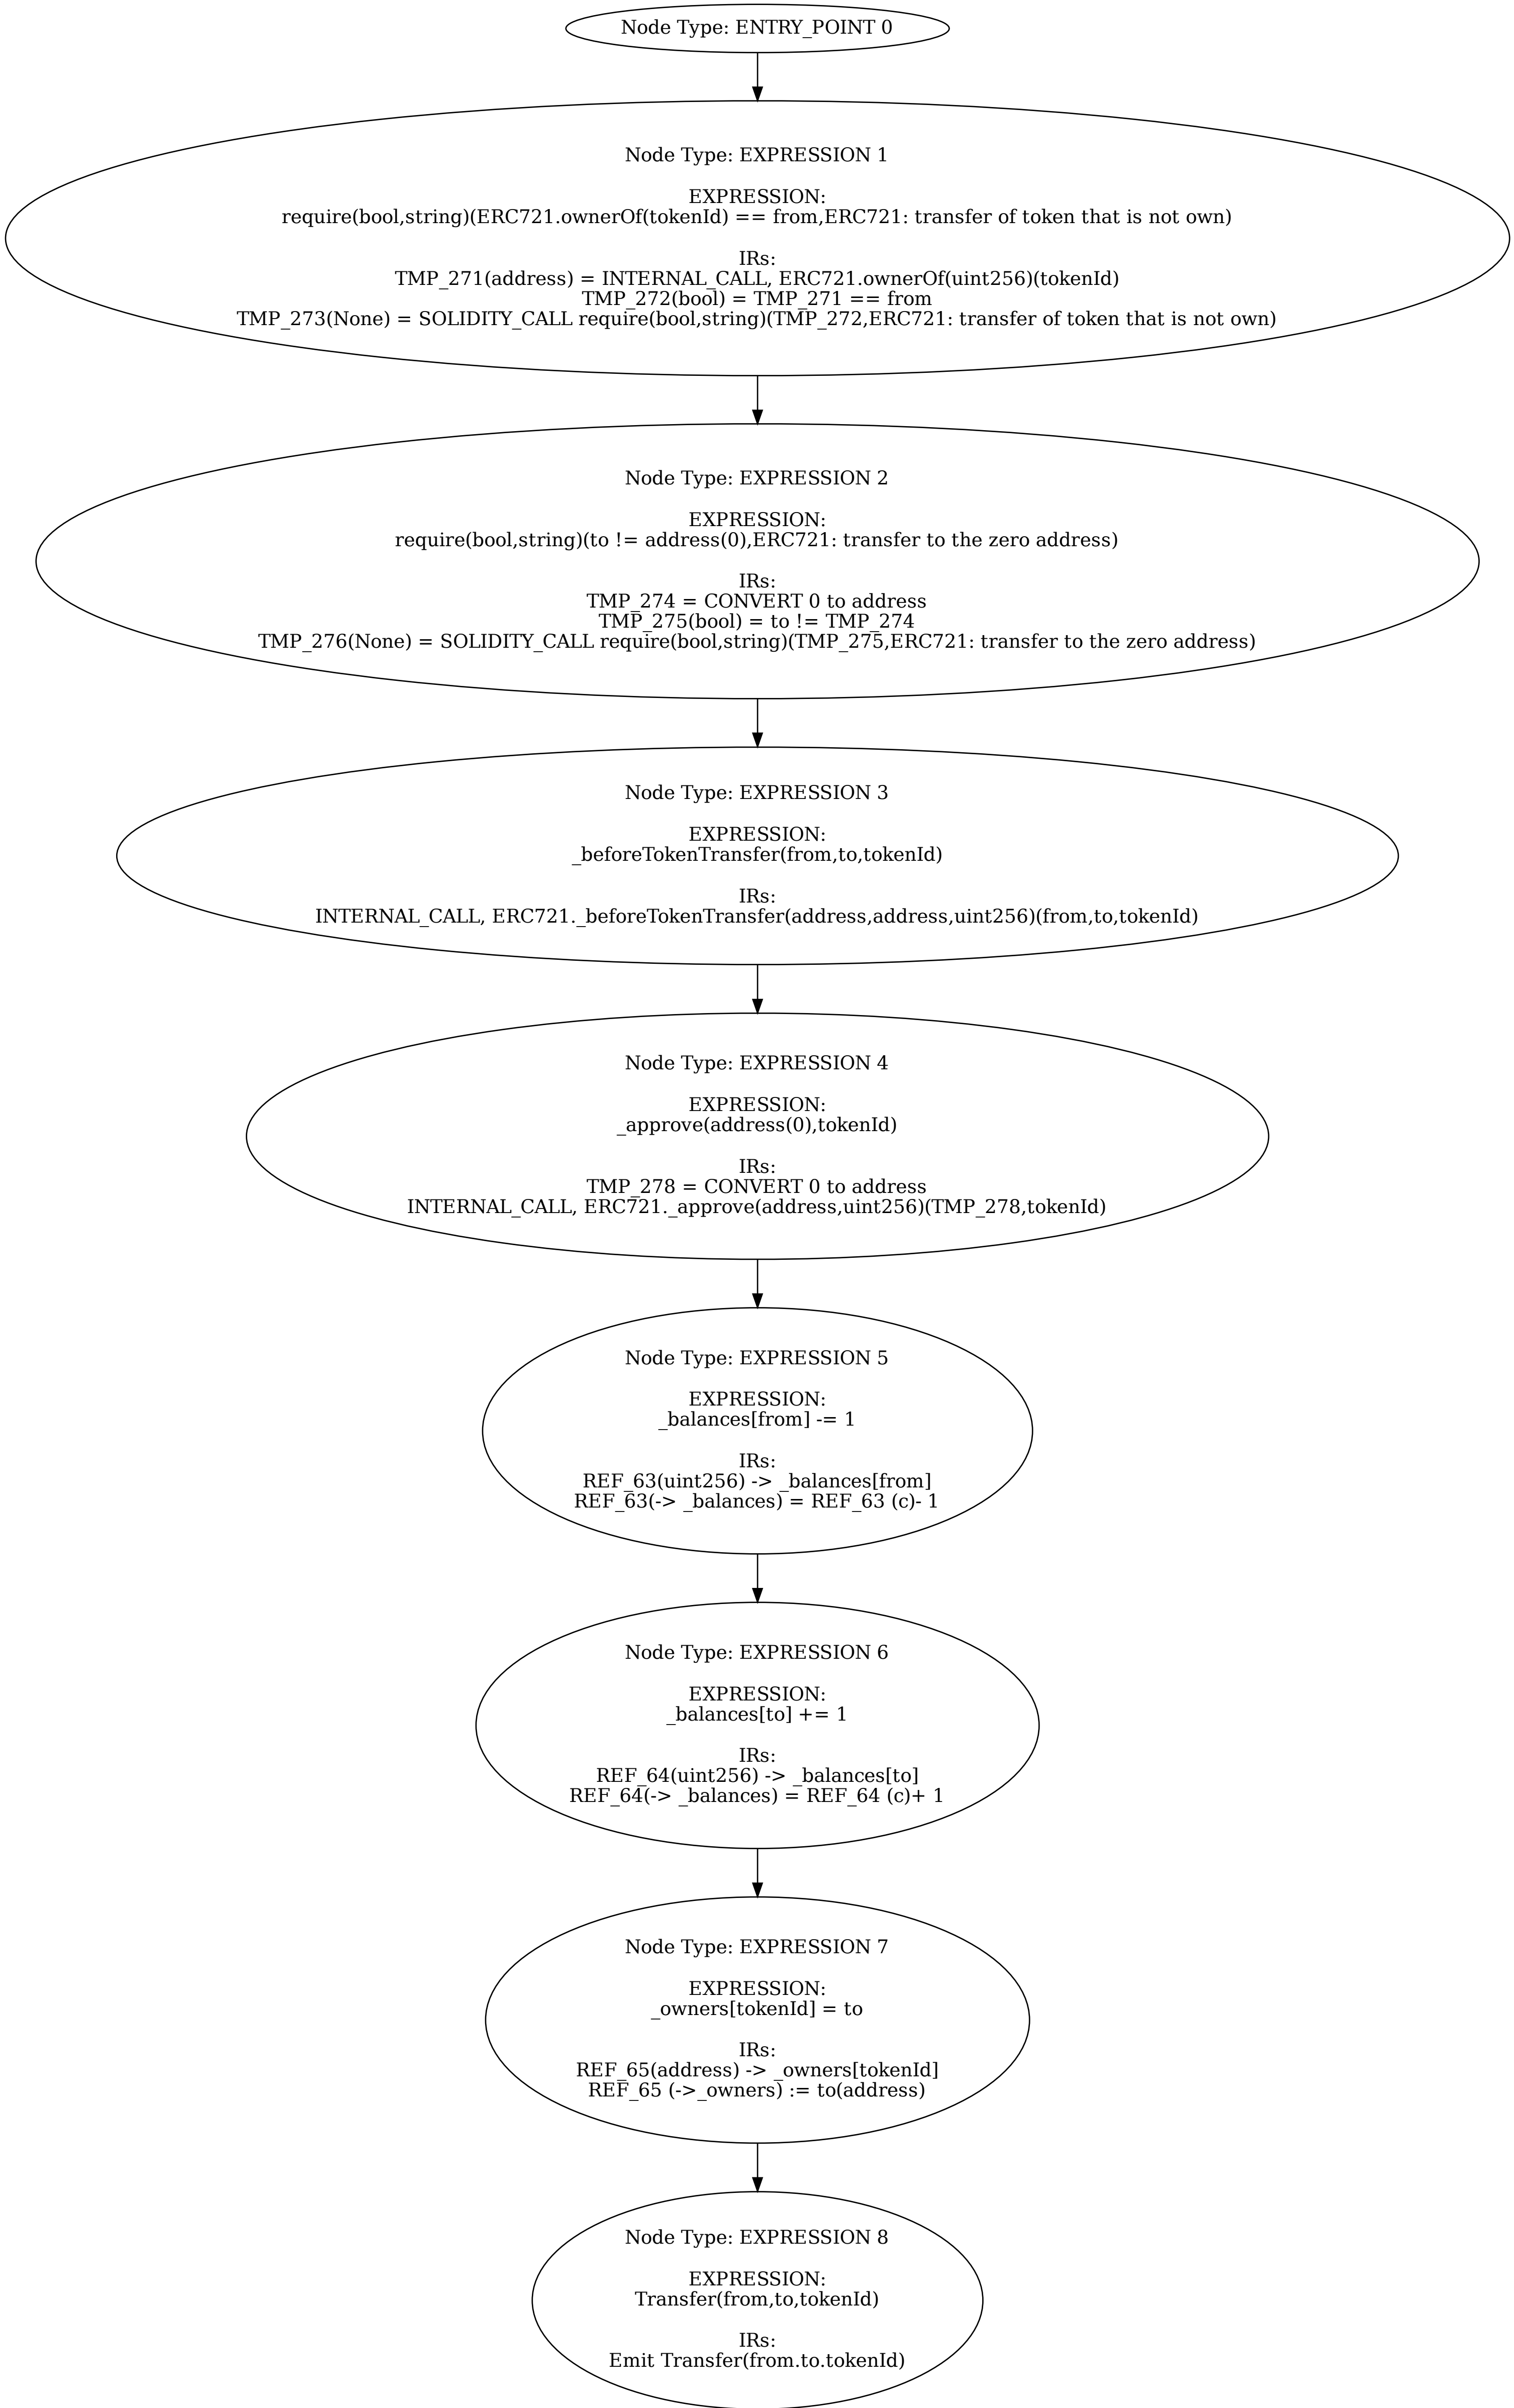 Node Type: ENTRY_POINT 0
Node Type: EXPRESSION 1
EXPRESSION:
require(bool,string)(ERC721.ownerOf(tokenId) == from,ERC721: transfer of token that is not own)
IRs:
TMP_271(address) = INTERNAL_CALL, ERC721.ownerOf(uint256)(tokenId)
TMP_272(bool) = TMP_271 == from
TMP_273(None) = SOLIDITY_CALL require(bool,string)(TMP_272,ERC721: transfer of token that is not own)
Node Type: EXPRESSION 2
EXPRESSION:
require(bool,string)(to != address(0),ERC721: transfer to the zero address)
IRs:
TMP_274 = CONVERT 0 to address
TMP_275(bool) = to != TMP_274
TMP_276(None) = SOLIDITY_CALL require(bool,string)(TMP_275,ERC721: transfer to the zero address)
Node Type: EXPRESSION 3
EXPRESSION:
_beforeTokenTransfer(from,to,tokenId)
IRs:
INTERNAL_CALL, ERC721._beforeTokenTransfer(address,address,uint256)(from,to,tokenId)
Node Type: EXPRESSION 4
EXPRESSION:
_approve(address(0),tokenId)
IRs:
TMP_278 = CONVERT 0 to address
INTERNAL_CALL, ERC721._approve(address,uint256)(TMP_278,tokenId)
Node Type: EXPRESSION 5
EXPRESSION:
_balances[from] -= 1
IRs:
REF_63(uint256) -> _balances[from]
REF_63(-> _balances) = REF_63 (c)- 1
Node Type: EXPRESSION 6
EXPRESSION:
_balances[to] += 1
IRs:
REF_64(uint256) -> _balances[to]
REF_64(-> _balances) = REF_64 (c)+ 1
Node Type: EXPRESSION 7
EXPRESSION:
_owners[tokenId] = to
IRs:
REF_65(address) -> _owners[tokenId]
REF_65 (->_owners) := to(address)
Node Type: EXPRESSION 8
EXPRESSION:
Transfer(from,to,tokenId)
IRs:
Emit Transfer(from.to.tokenId)